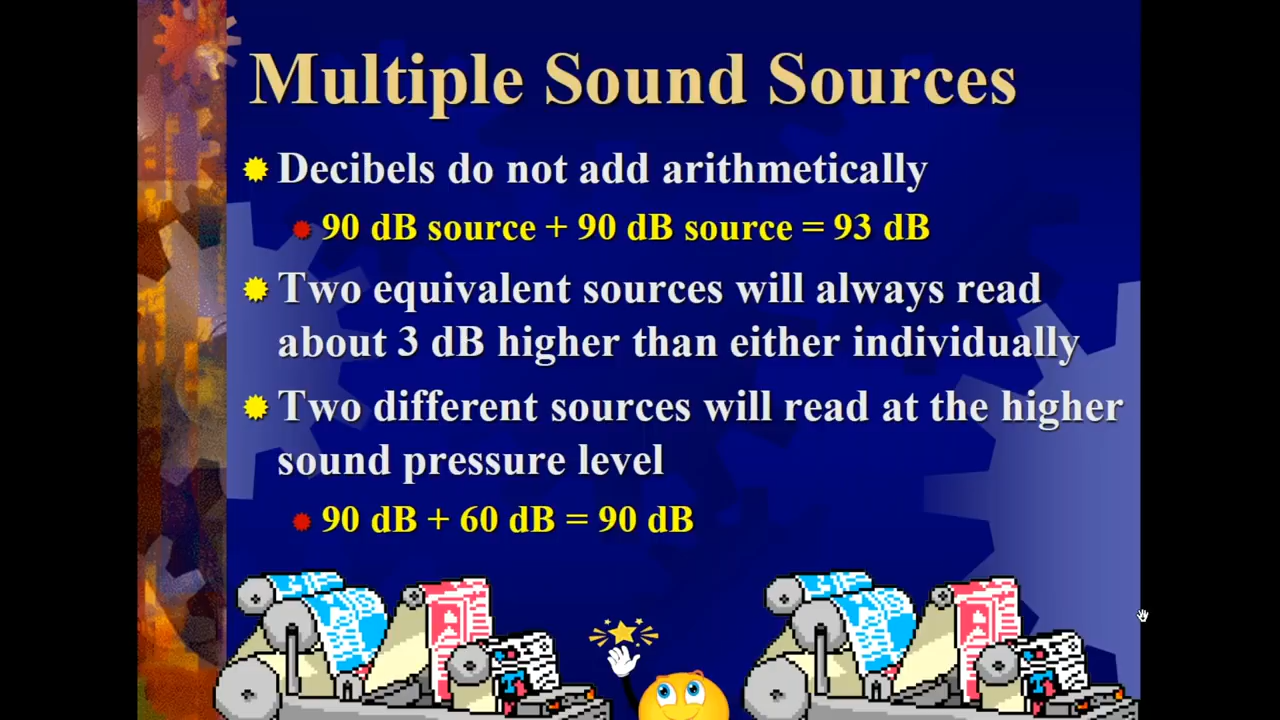 Multiple Sound Sources
Decibels do not add arithmetically
90 dB source + 90 dB source = 93 dB
Two equivalent sources will always read
about 3 dB higher than either individually
Two different sources will read at the higher
sound pressure level
90 dB + 60 dB = 90 dB